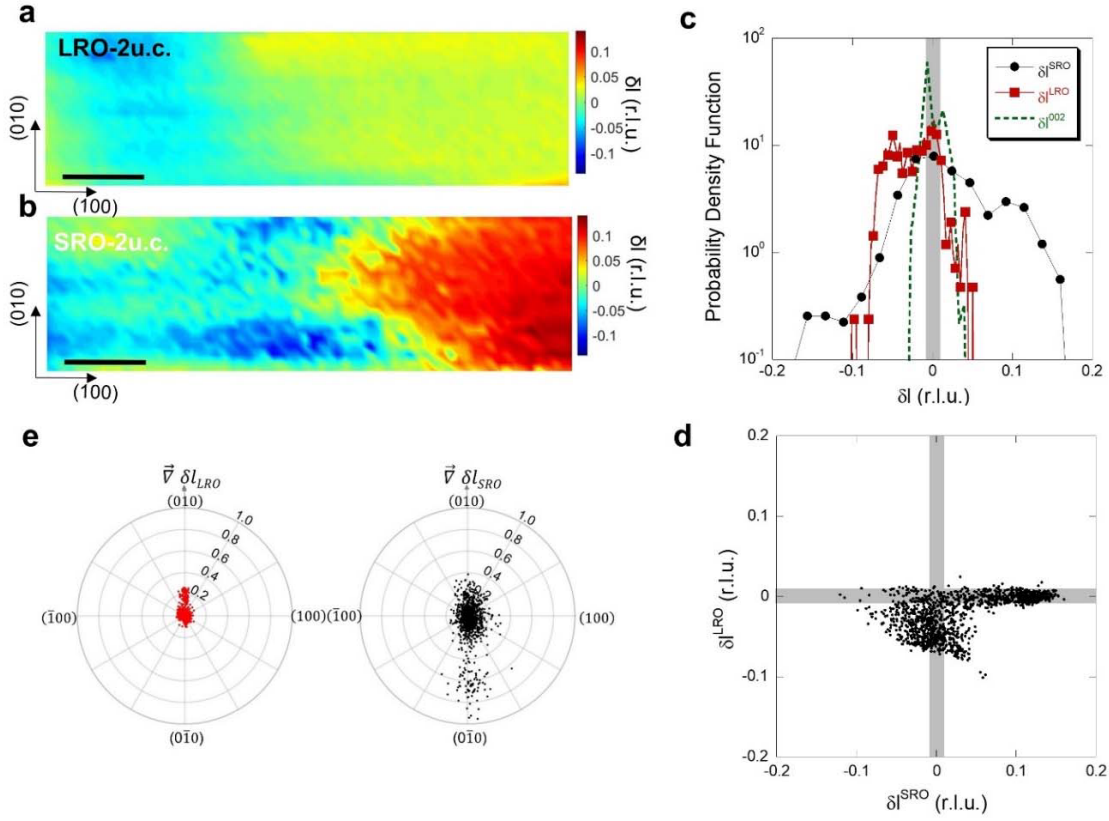 a
LRO-2u.c.
(010)
(100)
0.1
0.05
0
-0.05
-0.1
δl (r.l.u.)
b
SRO-2u.c.
(010)
(100)
0.1
0.05
0
-0.05
-0.1
δl (r.l.u.)
c
Probability Density Function
10²
10¹
10⁰
10⁻¹
-0.2 -0.1 0 0.1 0.2
δl (r.l.u.)
δl^SRO
δl^LRO
δl^002
d
δl^LRO (r.l.u.)
0.2
0.1
0
-0.1
-0.2
-0.2 -0.1 0 0.1 0.2
δl^SRO (r.l.u.)
e
∇⃗ δl_LRO
(010)
1.0
0.8
0.6
0.4
0.2
(1̅00)
(100)
(01̅0)
∇⃗ δl_SRO
(010)
1.0
0.8
0.6
0.4
(1̅00)
(100)
(01̅0)